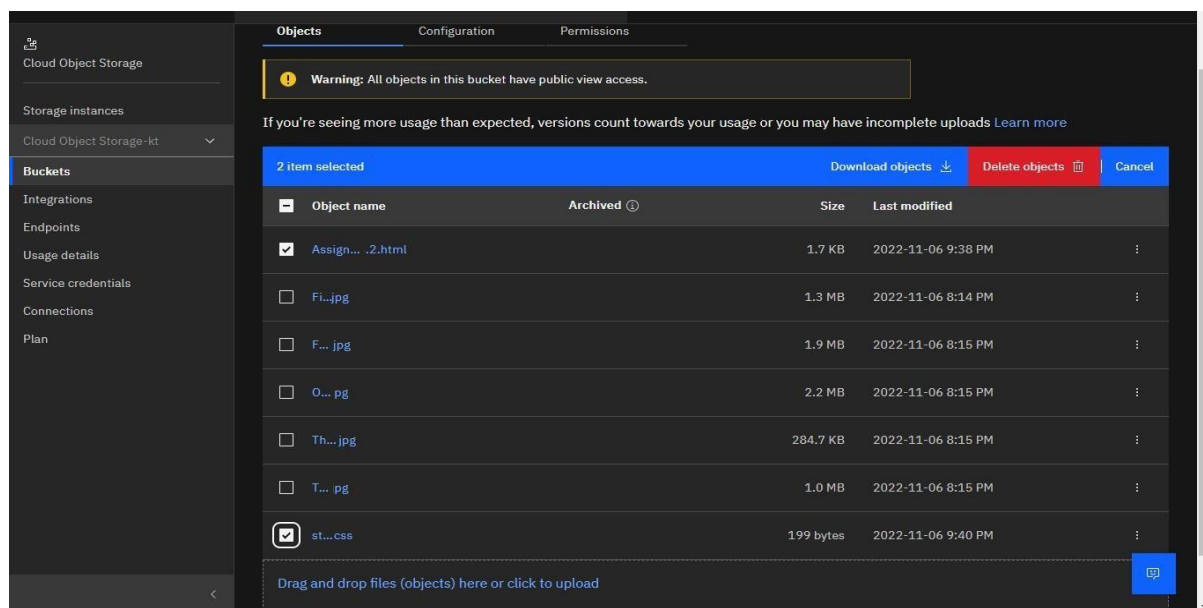 Objects Configuration Permissions
Cloud Object Storage
Warning: All objects in this bucket have public view access.
Storage instances
If you're seeing more usage than expected, versions count towards your usage or you may have incomplete uploads Learn more
Cloud Object Storage-kt
Buckets
2 item selected Download objects Delete objects Cancel
Integrations
Object name Archived Size Last modified
Endpoints
Usage details
Assign... .2.html 1.7 KB 2022-11-06 9:38 PM
Service credentials
Fi...jpg 1.3 MB 2022-11-06 8:14 PM
Connections
Plan
F... jpg 1.9 MB 2022-11-06 8:15 PM
O... pg 2.2 MB 2022-11-06 8:15 PM
Th... jpg 284.7 KB 2022-11-06 8:15 PM
T... pg 1.0 MB 2022-11-06 8:15 PM
st...css 199 bytes 2022-11-06 9:40 PM
Drag and drop files (objects) here or click to upload